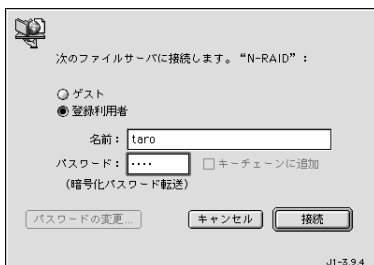 次のファイルサーバに接続します。“N-RAID”：
ゲスト
登録利用者
名前： taro
パスワード： ････ キーチェーンに追加
(暗号化パスワード転送)
パスワードの変更... キャンセル 接続
J1-3.9.4